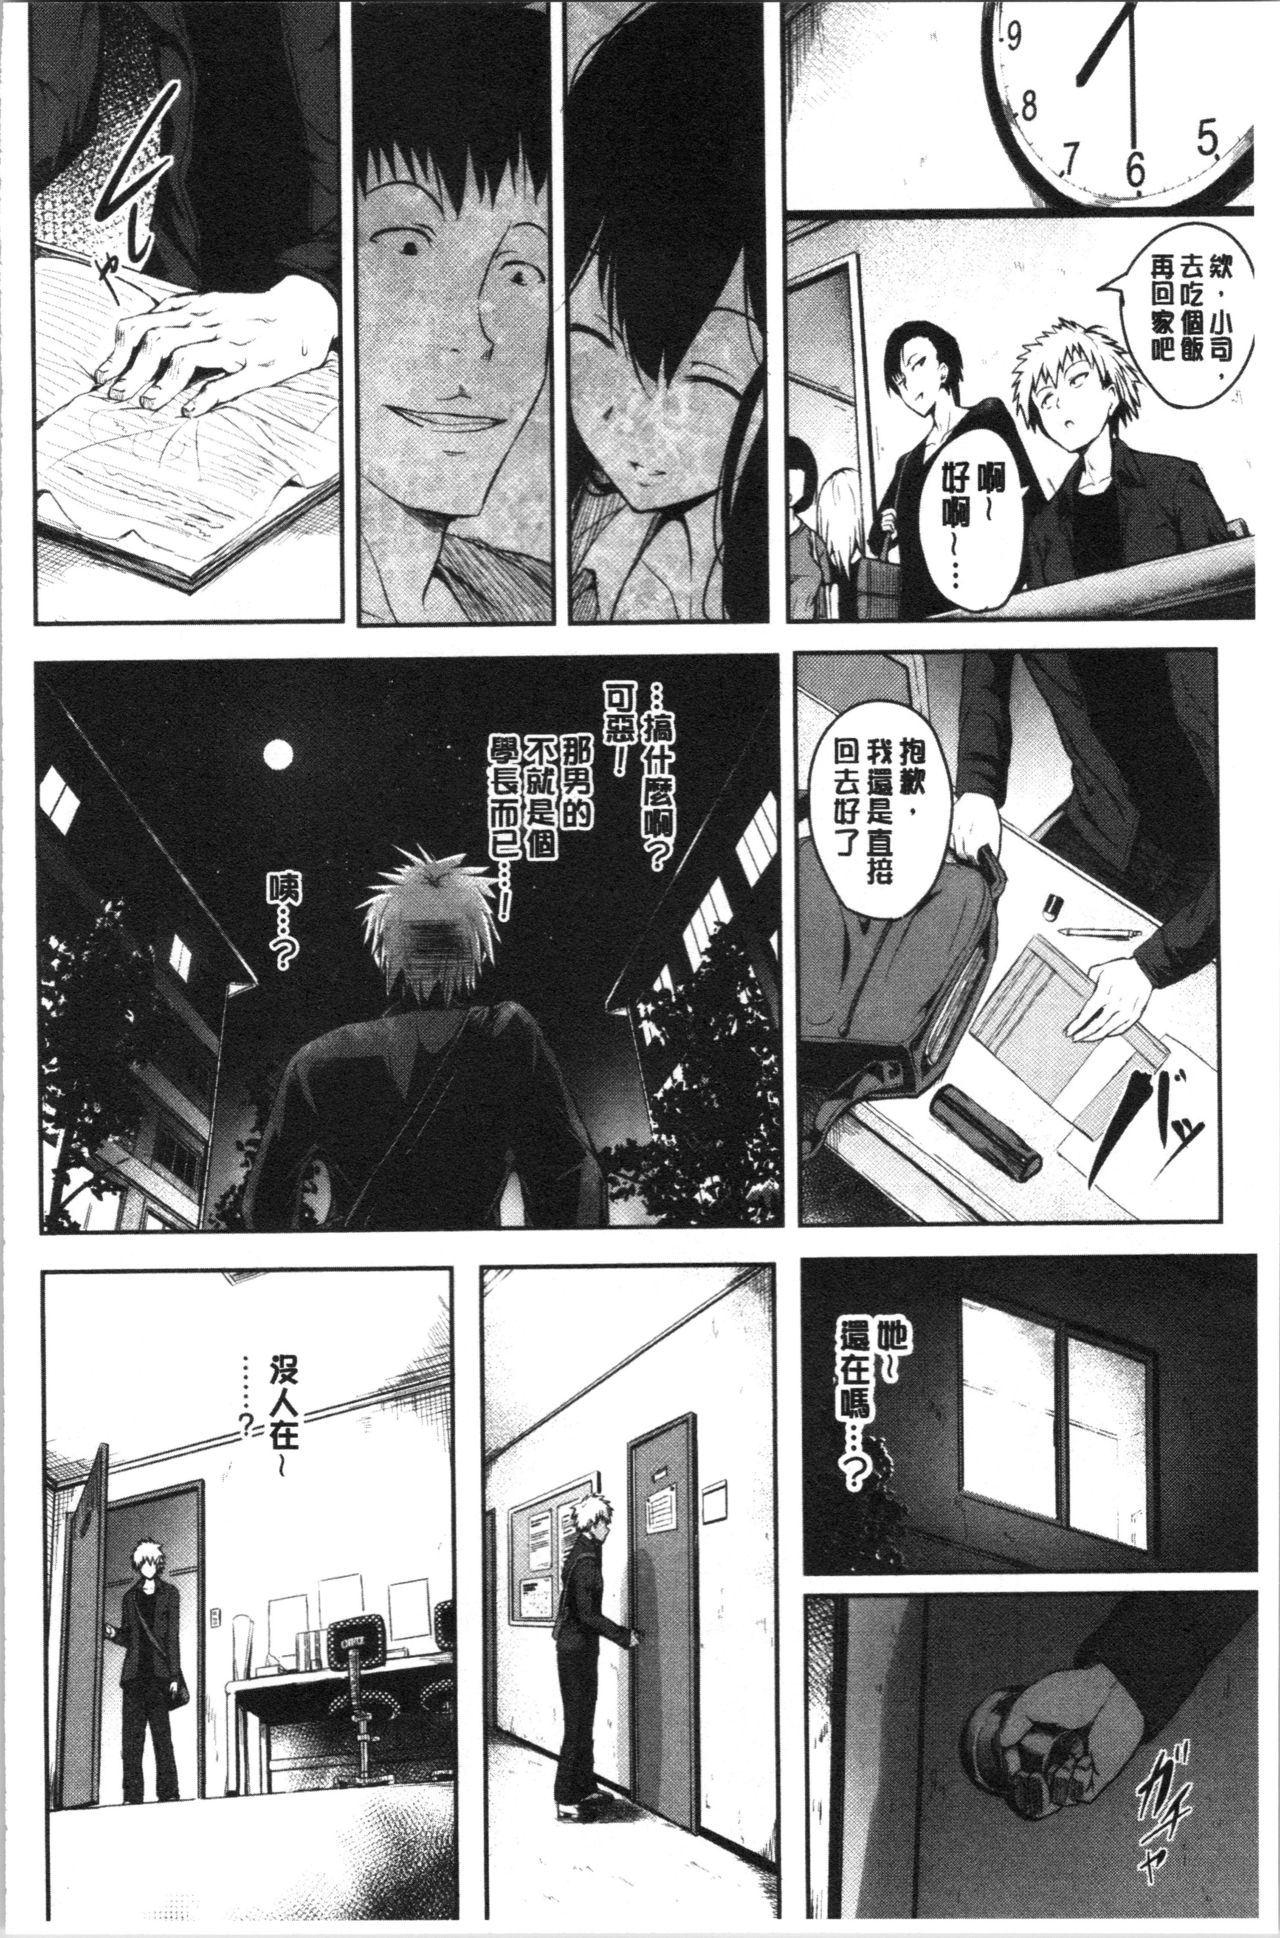 9
8
7
6
5
欸，小司，
去吃個飯
再回家吧
啊～
好啊～…
グしゃ
抱歉，
我還是直接
回去好了
バッ
…搞什麼啊？
可惡！
那男的
不就是個
學長而已…！
咦…？
她～
還在嗎…？
ガチャ
沒人在～
……？